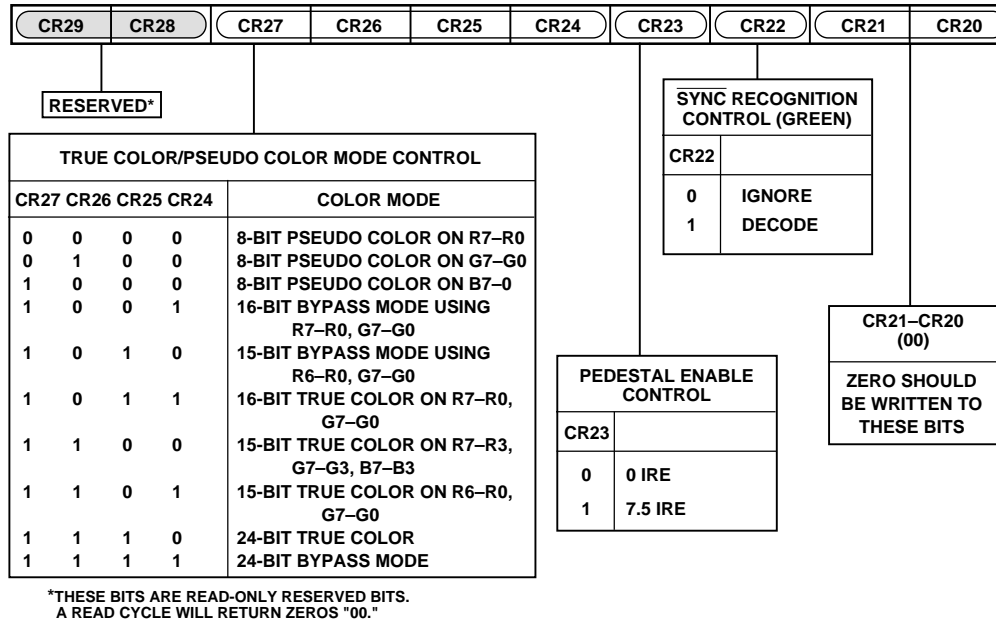 CR29 CR28 CR27 CR26 CR25 CR24 CR23 CR22 CR21 CR20
RESERVED*
TRUE COLOR/PSEUDO COLOR MODE CONTROL
CR27 CR26 CR25 CR24 COLOR MODE
0 0 0 0 8-BIT PSEUDO COLOR ON R7–R0
0 1 0 0 8-BIT PSEUDO COLOR ON G7–G0
1 0 0 0 8-BIT PSEUDO COLOR ON B7–0
1 0 0 1 16-BIT BYPASS MODE USING
R7–R0, G7–G0
1 0 1 0 15-BIT BYPASS MODE USING
R6–R0, G7–G0
1 0 1 1 16-BIT TRUE COLOR ON R7–R0,
G7–G0
1 1 0 0 15-BIT TRUE COLOR ON R7–R3,
G7–G3, B7–B3
1 1 0 1 15-BIT TRUE COLOR ON R6–R0,
G7–G0
1 1 1 0 24-BIT TRUE COLOR
1 1 1 1 24-BIT BYPASS MODE
*THESE BITS ARE READ-ONLY RESERVED BITS.
A READ CYCLE WILL RETURN ZEROS "00."
PEDESTAL ENABLE
CONTROL
CR23
0 0 IRE
1 7.5 IRE
SYNC RECOGNITION
CONTROL (GREEN)
CR22
0 IGNORE
1 DECODE
CR21–CR20
(00)
ZERO SHOULD
BE WRITTEN TO
THESE BITS